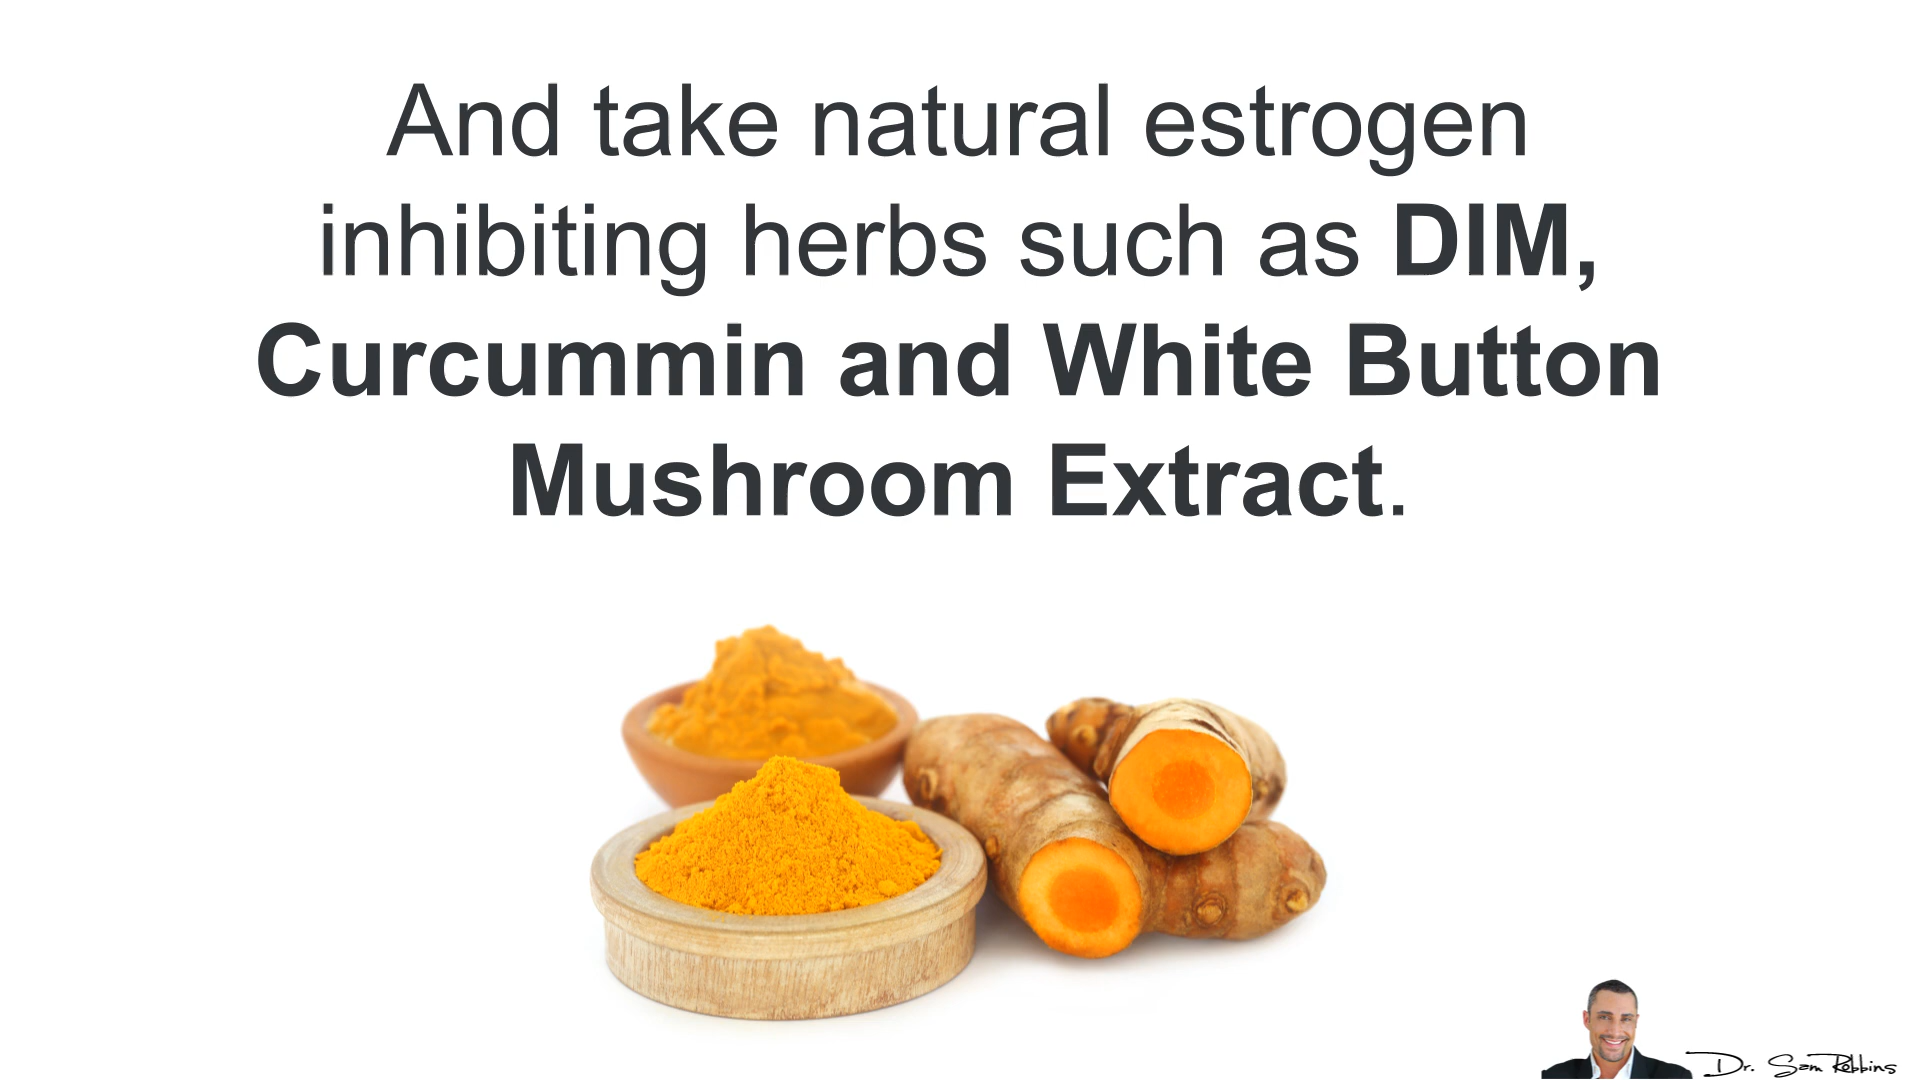 And take natural estrogen
inhibiting herbs such as DIM,
Curcummin and White Button
Mushroom Extract.
Dr. Sam Robbins